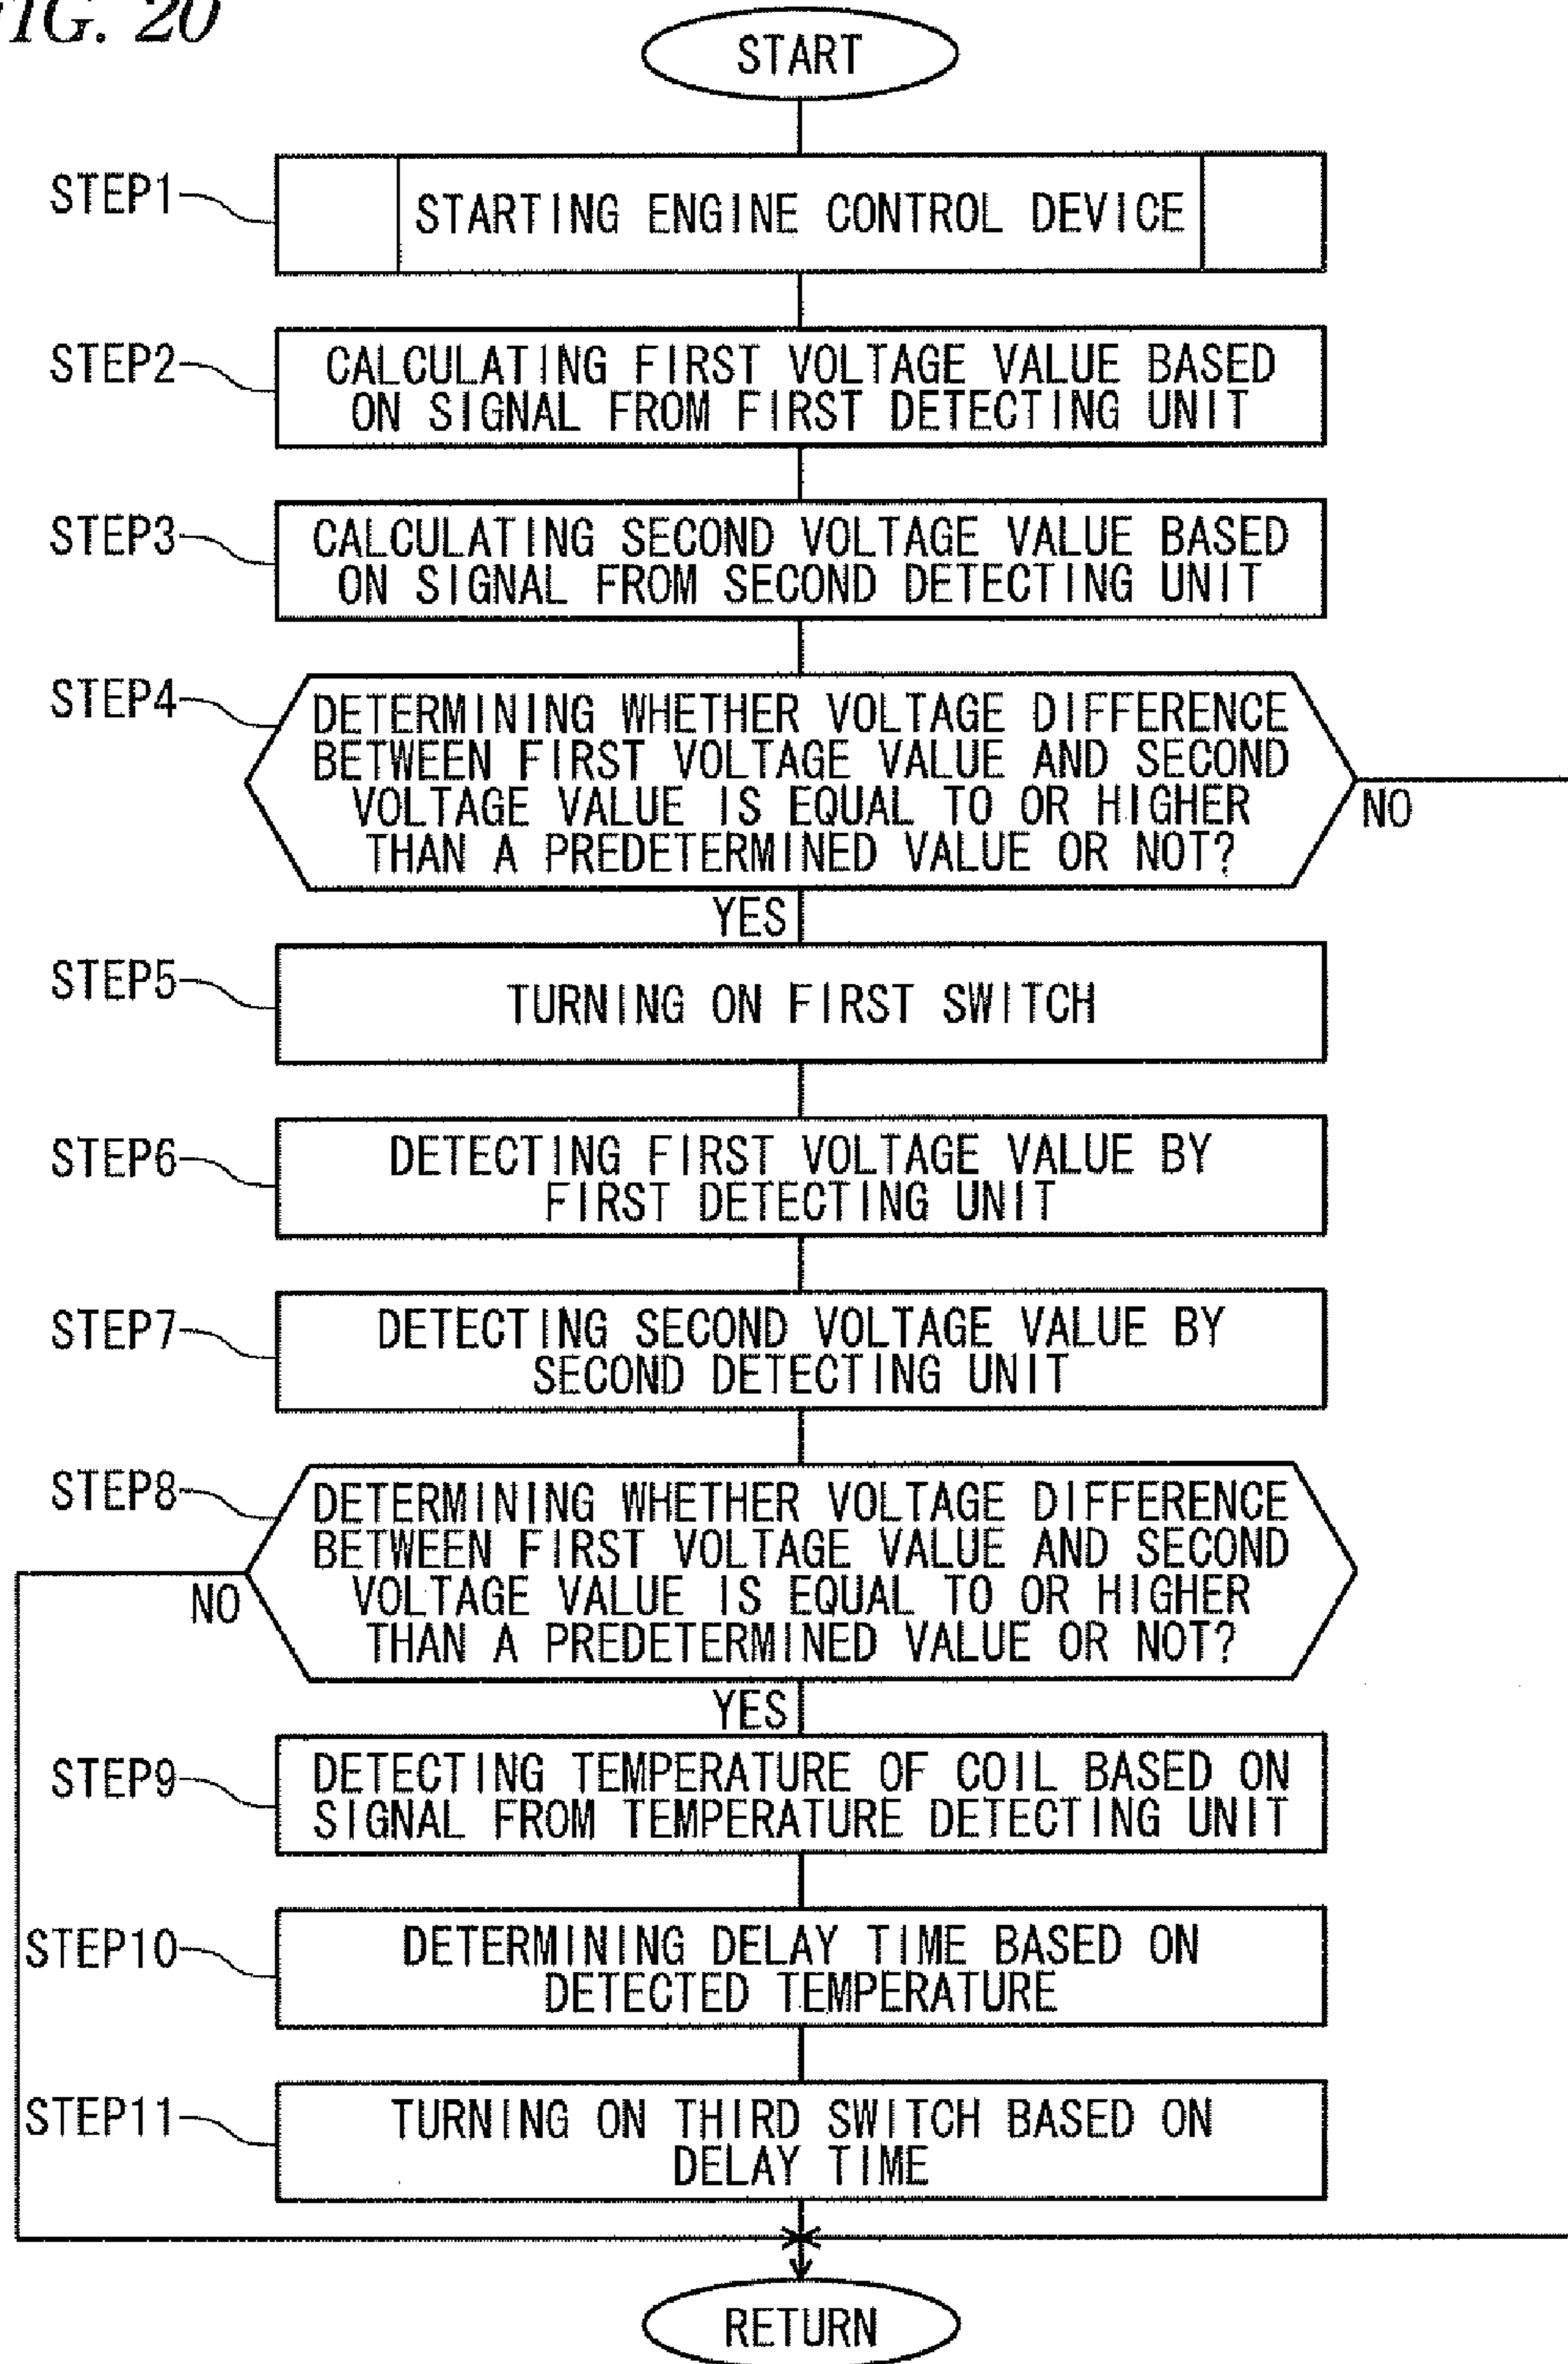 FIG. 20
START
STEP1
STARTING ENGINE CONTROL DEVICE
STEP2
CALCULATING FIRST VOLTAGE VALUE BASED
ON SIGNAL FROM FIRST DETECTING UNIT
STEP3
CALCULATING SECOND VOLTAGE VALUE BASED
ON SIGNAL FROM SECOND DETECTING UNIT
STEP4
DETERMINING WHETHER VOLTAGE DIFFERENCE
BETWEEN FIRST VOLTAGE VALUE AND SECOND
VOLTAGE VALUE IS EQUAL TO OR HIGHER
THAN A PREDETERMINED VALUE OR NOT?
NO
YES
STEP5
TURNING ON FIRST SWITCH
STEP6
DETECTING FIRST VOLTAGE VALUE BY
FIRST DETECTING UNIT
STEP7
DETECTING SECOND VOLTAGE VALUE BY
SECOND DETECTING UNIT
STEP8
DETERMINING WHETHER VOLTAGE DIFFERENCE
BETWEEN FIRST VOLTAGE VALUE AND SECOND
VOLTAGE VALUE IS EQUAL TO OR HIGHER
THAN A PREDETERMINED VALUE OR NOT?
NO
YES
STEP9
DETECTING TEMPERATURE OF COIL BASED ON
SIGNAL FROM TEMPERATURE DETECTING UNIT
STEP10
DETERMINING DELAY TIME BASED ON
DETECTED TEMPERATURE
STEP11
TURNING ON THIRD SWITCH BASED ON
DELAY TIME
RETURN